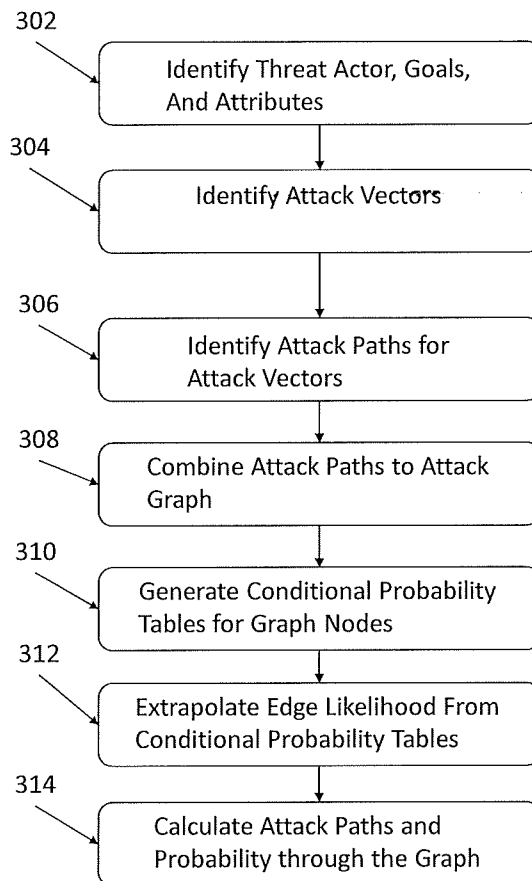 302
Identify Threat Actor, Goals,
And Attributes
304
Identify Attack Vectors
306
Identify Attack Paths for
Attack Vectors
308
Combine Attack Paths to Attack
Graph
310
Generate Conditional Probability
Tables for Graph Nodes
312
Extrapolate Edge Likelihood From
Conditional Probability Tables
314
Calculate Attack Paths and
Probability through the Graph